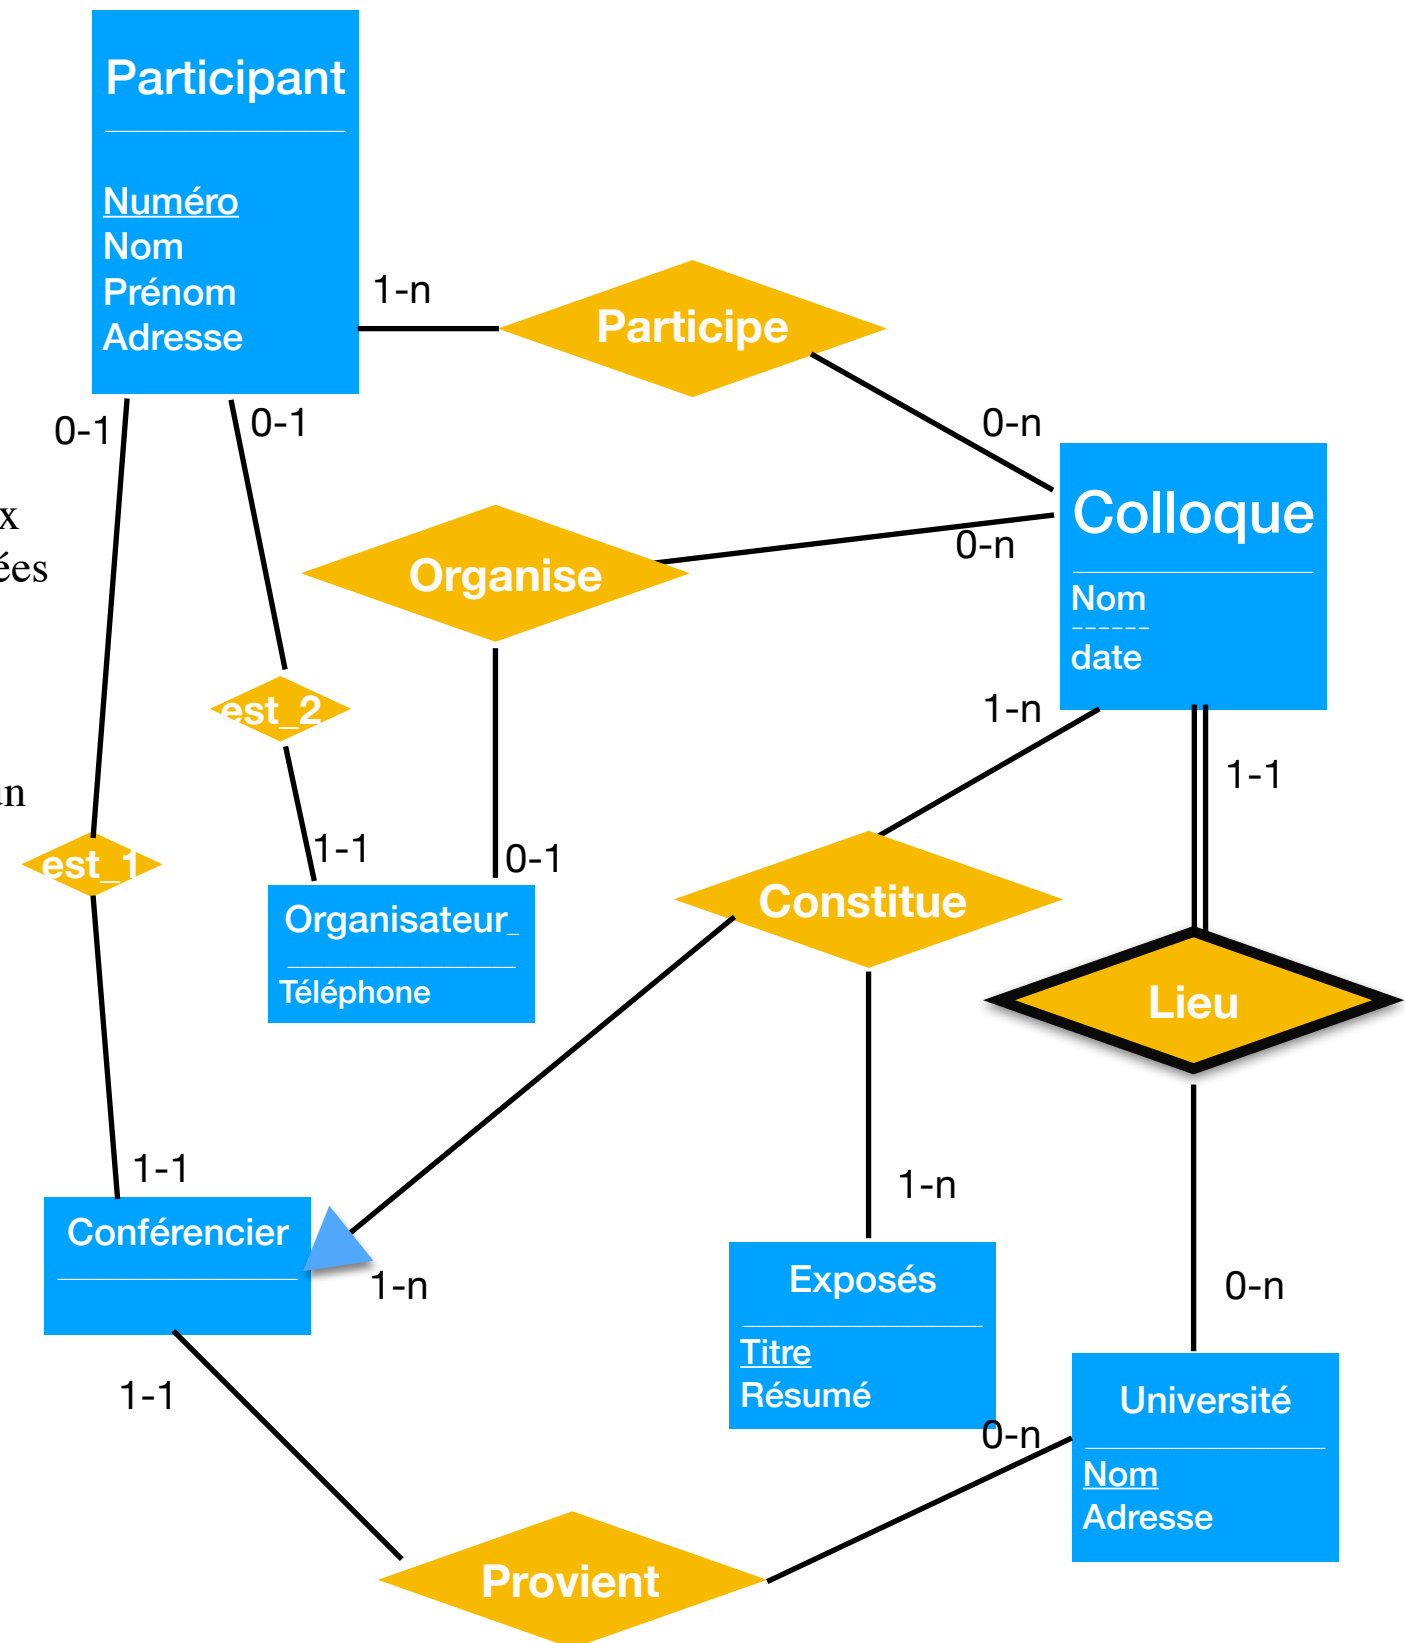 Participant
Numéro
Nom
Prénom
Adresse
1-n
Participe
0-1
0-1
0-n
Colloque
Nom
date
x
ées
Organise
0-n
est_2
1-n
1-1
un
est_1
1-1
0-1
Organisateur_
Téléphone
Constitue
Lieu
1-1
Conférencier
1-n
1-n
Exposés
Titre
Résumé
0-n
Université
Nom
Adresse
1-1
0-n
Provient